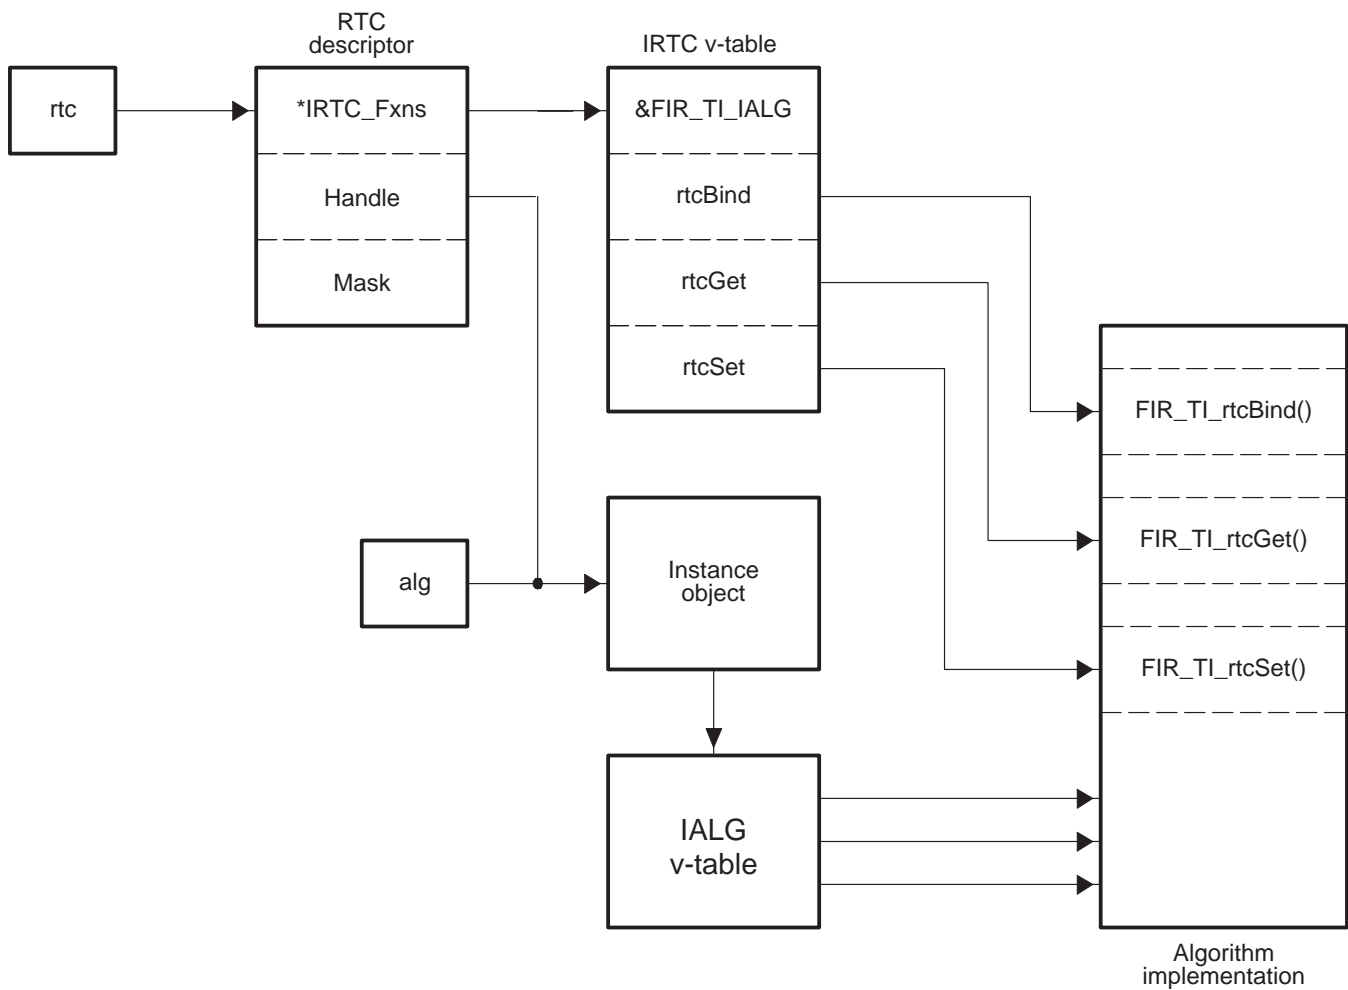 RTC
descriptor
IRTC v-table
rtc
*IRTC_Fxns
&FIR_TI_IALG
Handle
rtcBind
Mask
rtcGet
rtcSet
FIR_TI_rtcBind()
FIR_TI_rtcGet()
alg
Instance
object
FIR_TI_rtcSet()
IALG
v-table
Algorithm
implementation